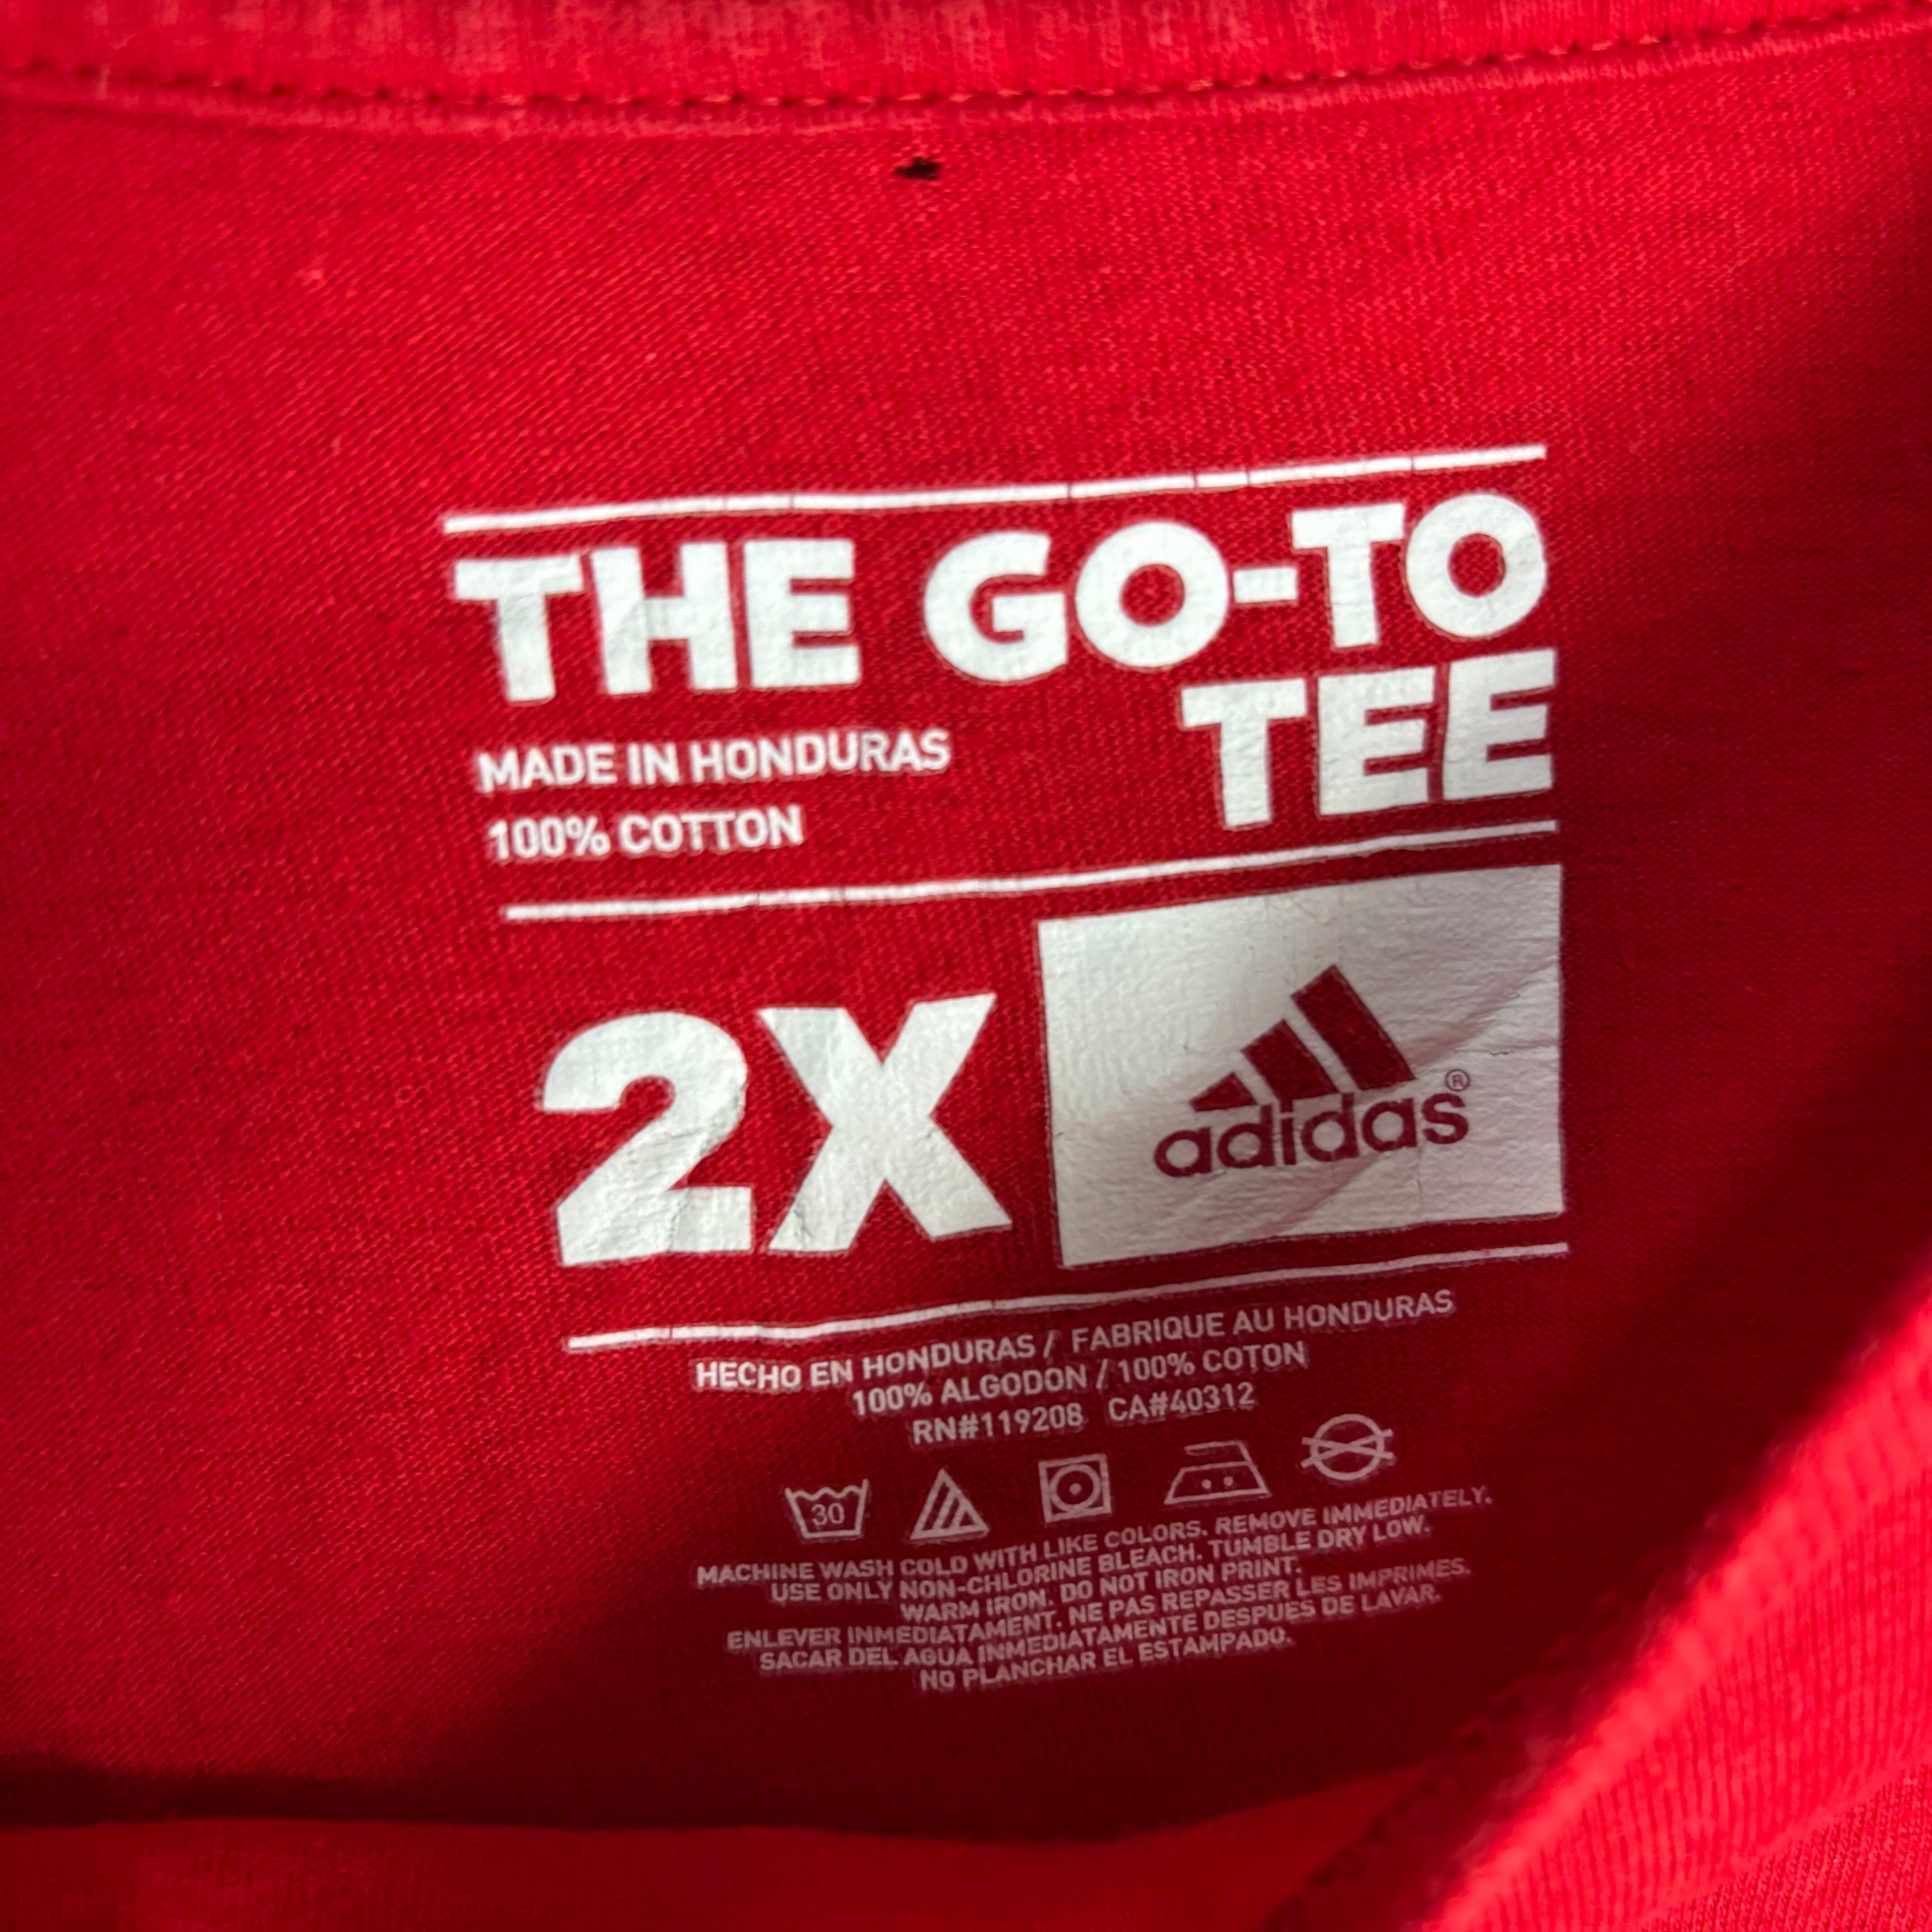 THE GO-TO
TEE
MADE IN HONDURAS
100% COTTON
2X
adidas®
HECHO EN HONDURAS / FABRIQUE AU HONDURAS
100% ALGODON / 100% COTON
RN#119208 CA#40312
30
MACHINE WASH COLD WITH LIKE COLORS. REMOVE IMMEDIATELY.
USE ONLY NON-CHLORINE BLEACH. TUMBLE DRY LOW.
WARM IRON. DO NOT IRON PRINT.
ENLEVER INMEDIATAMENT. NE PAS REPASSER LES IMPRIMES.
SACAR DEL AGUA INMEDIATAMENTE DESPUES DE LAVAR.
NO PLANCHAR EL ESTAMPADO.